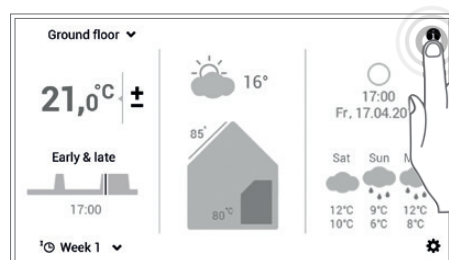 Ground floor
21,0°C ±
Early & late
17:00
¹ Week 1
16°
85°
80°C
i
17:00
Fr, 17.04.20
Sat Sun M
12°C 9°C 12°C
10°C 6°C 8°C